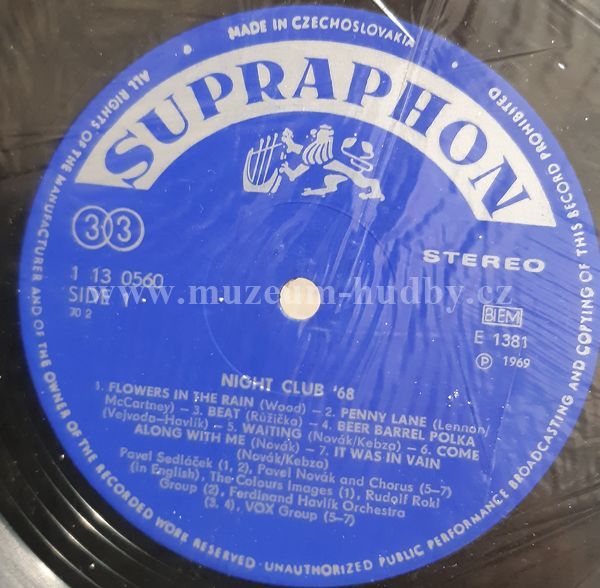 MADE IN CZECHOSLOVAKIA
SUPRAPHON
33
STEREO
1 13 0560
SIDE
70 2
www.muzeum-hudby.cz
BIEM
E 1381
Ⓟ 1969
NIGHT CLUB '68
1. FLOWERS IN THE RAIN (Wood) – 2. PENNY LANE (Lennon/
McCartney) – 3. BEAT (Růžička) – 4. BEER BARREL POLKA
(Vejvoda-Havlík) – 5. WAITING (Novák/Kebza) – 6. COME
ALONG WITH ME (Novák) – 7. IT WAS IN VAIN
(Novák/Kebza)
Pavel Sedláček (1, 2), Pavel Novák and Chorus (5–7)
(in English), The Colours Images (1), Rudolf Rokl
Group (2), Ferdinand Havlík Orchestra
(3, 4), VOX Group (5–7)
ALL RIGHTS OF THE MANUFACTURER AND OF THE OWNER OF THE RECORDED WORK RESERVED · UNAUTHORIZED PUBLIC PERFORMANCE BROADCASTING AND COPYING OF THIS RECORD PROHIBITED